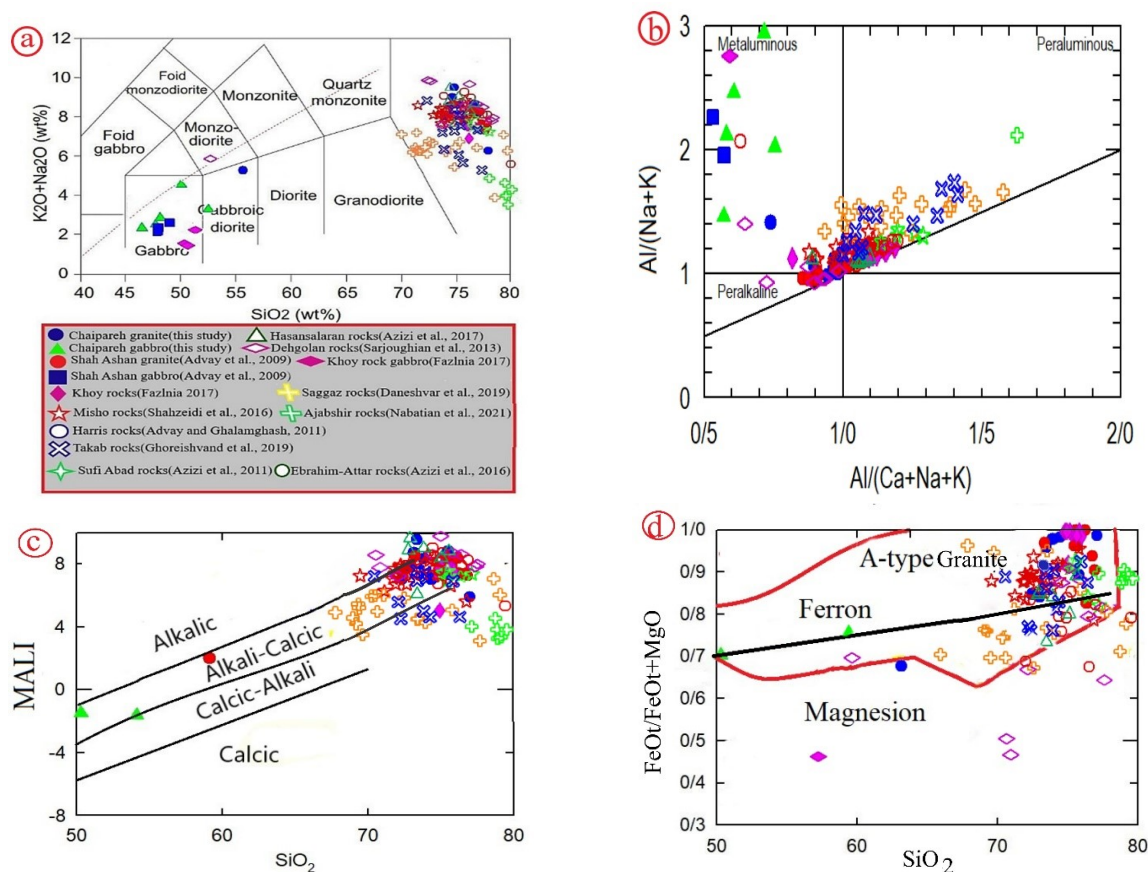 a
K2O+Na2O (wt%)
12
10
8
6
4
2
0
Foid
monzodiorite
Foid
gabbro
Monzonite
Monzo-
diorite
Quartz
monzonite
Gabbro
Gabbroic
diorite
Diorite
Granodiorite
40 45 50 55 60 65 70 75 80
SiO2 (wt%)
Chaipareh granite(this study)
Hasansalaran rocks(Azizi et al., 2017)
Chaipareh gabbro(this study)
Dehgolan rocks(Sarjoughian et al., 2013)
Shah Ashan granite(Advay et al., 2009)
Khoy rock gabbro(Fazlnia 2017)
Shah Ashan gabbro(Advay et al., 2009)
Khoy rocks(Fazlnia 2017)
Saggaz rocks(Daneshvar et al., 2019)
Misho rocks(Shahzeidi et al., 2016)
Ajabshir rocks(Nabatian et al., 2021)
Harris rocks(Advay and Ghalamghash, 2011)
Takab rocks(Ghoreishvand et al., 2019)
Sufi Abad rocks(Azizi et al., 2011)
Ebrahim-Attar rocks(Azizi et al., 2016)
b
Al/(Na+K)
3
2
1
0
Metaluminous
Peraluminous
Peralkaline
0/5 1/0 1/5 2/0
Al/(Ca+Na+K)
c
MALI
8
4
0
-4
-8
Alkalic
Alkali-Calcic
Calcic-Alkali
Calcic
50 60 70 80
SiO2
d
FeOt/FeOt+MgO
1/0
0/9
0/8
0/7
0/6
0/5
0/4
0/3
A-type Granite
Ferron
Magnesion
50 60 70 80
SiO2